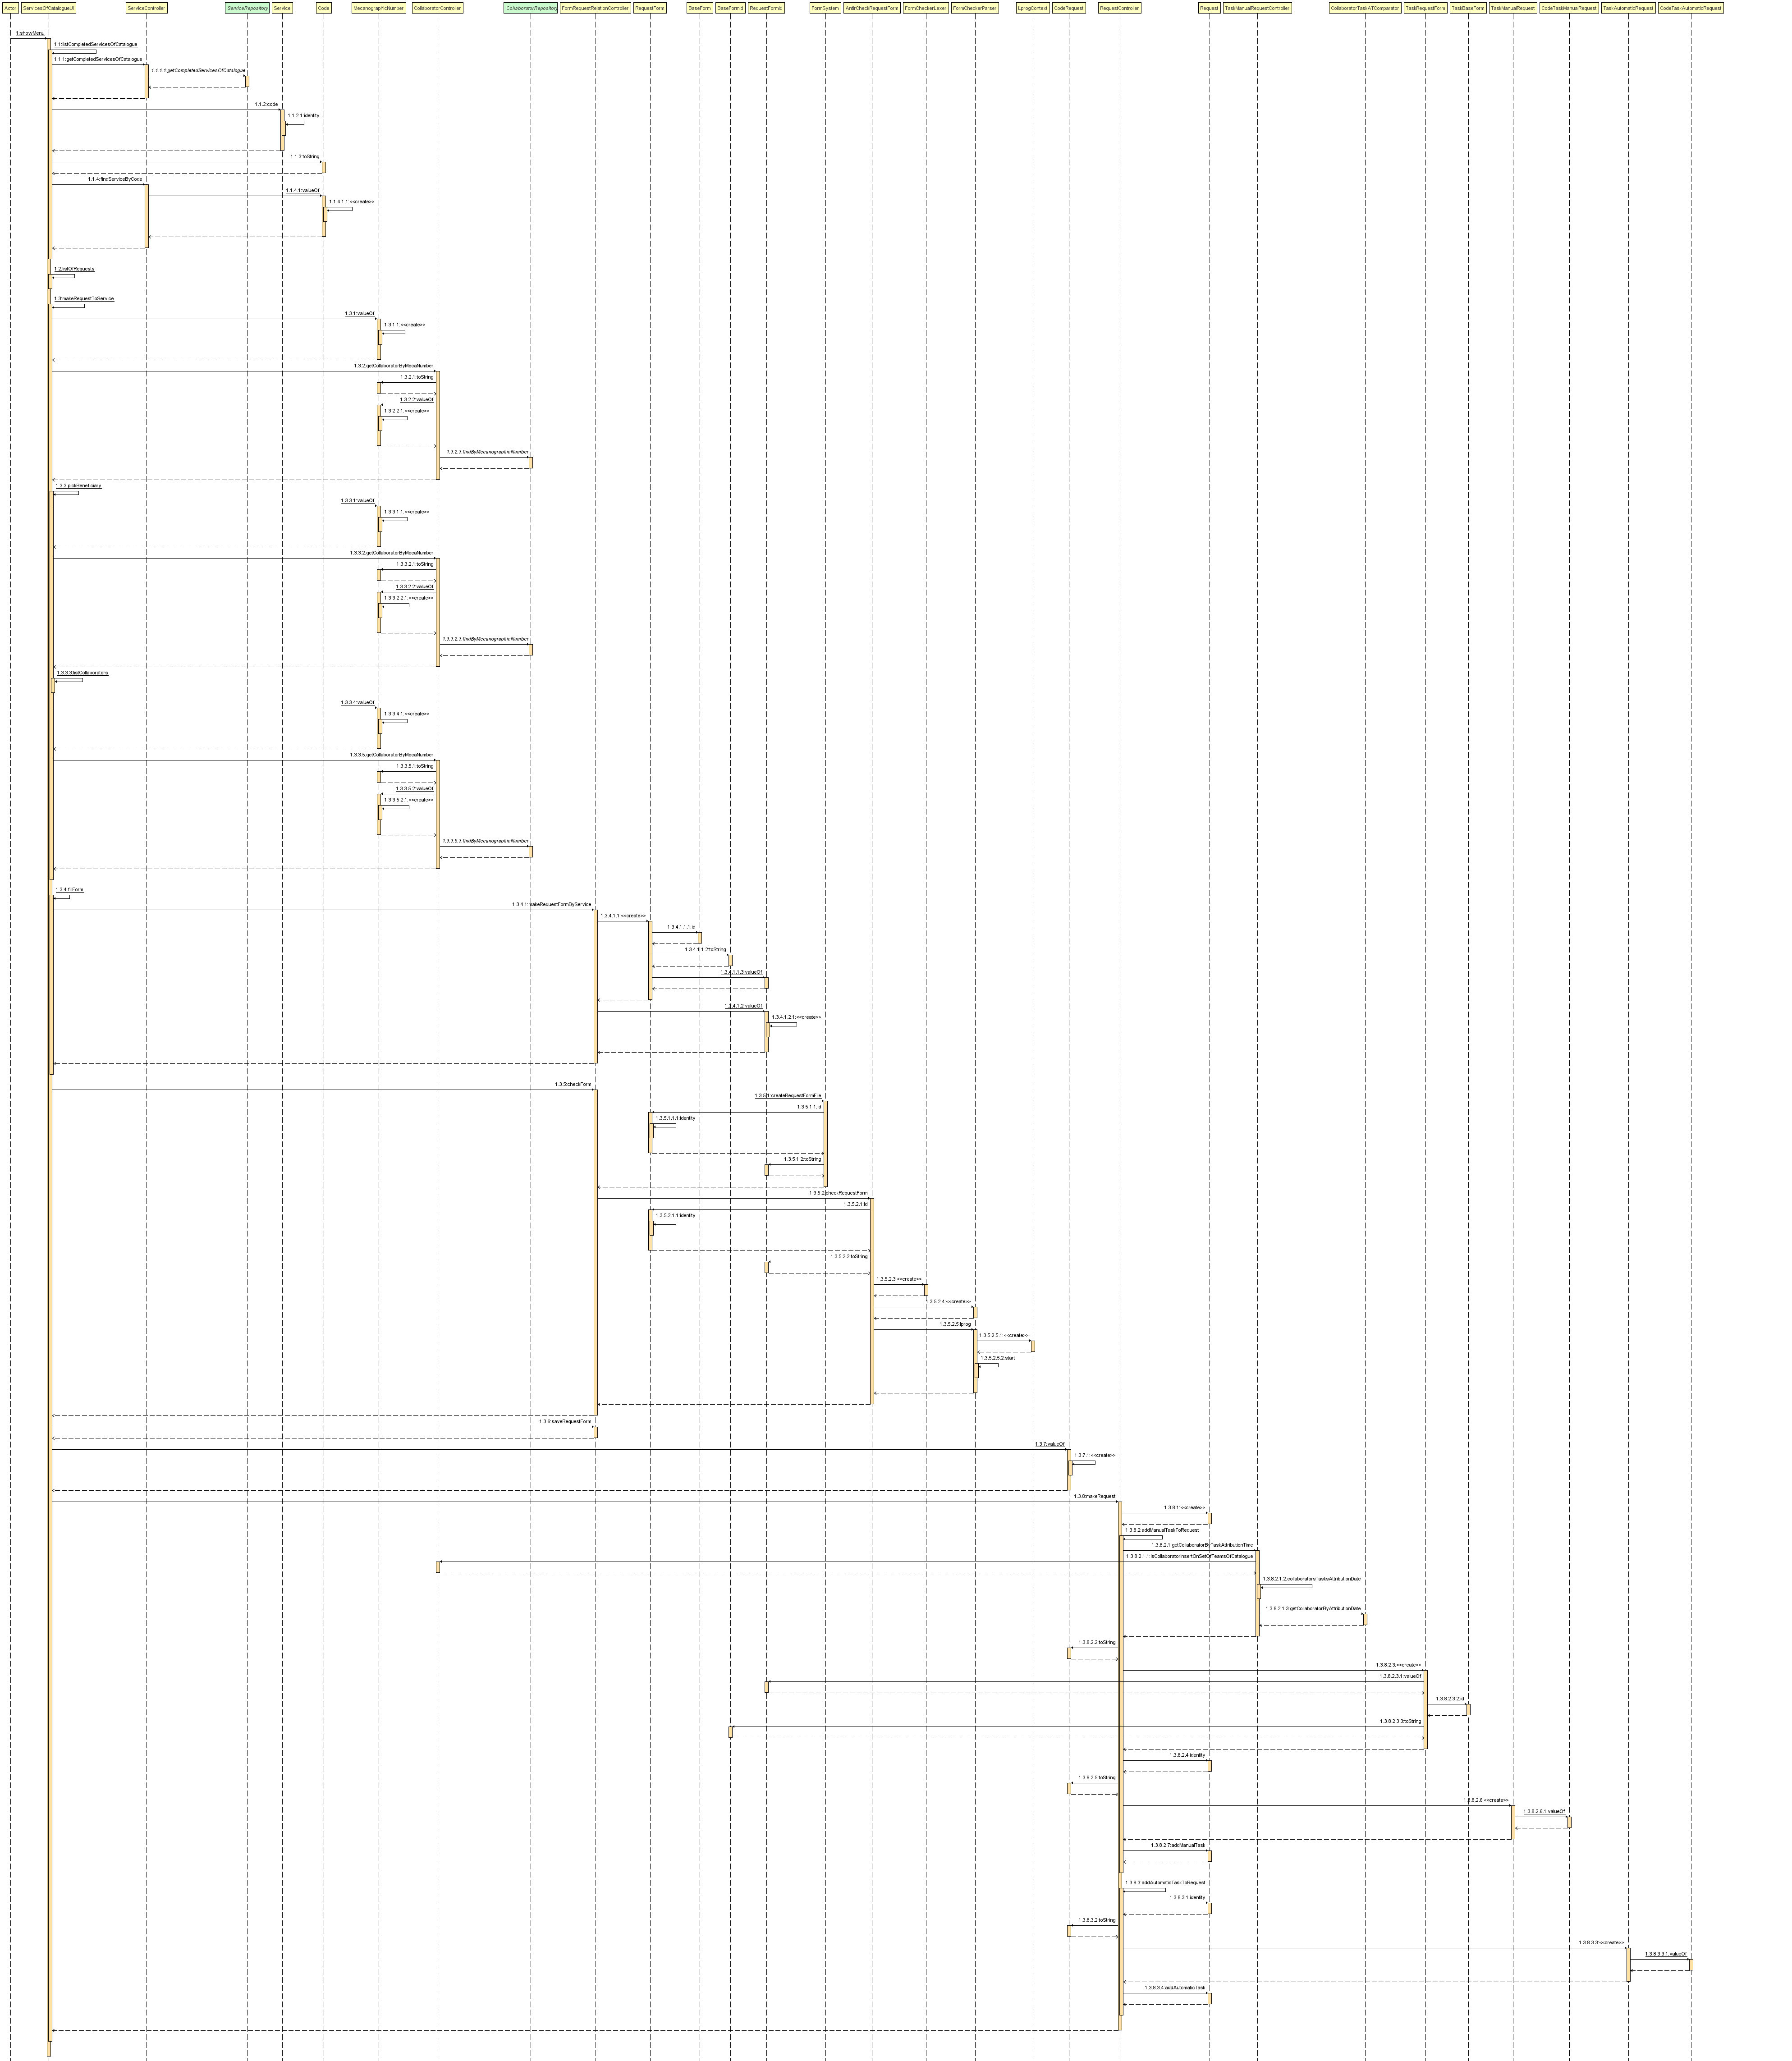 Actor
ServicesOfCatalogueUI
ServiceController
ServiceRepository
Service
Code
MecanographicNumber
CollaboratorController
CollaboratorRepository
FormRequestRelationController
RequestForm
BaseForm
BaseFormId
RequestFormId
FormSystem
AntlrCheckRequestForm
FormCheckerLexer
FormCheckerParser
LprogContext
CodeRequest
RequestController
Request
TaskManualRequestController
CollaboratorTaskATComparator
TaskRequestForm
TaskBaseForm
TaskManualRequest
CodeTaskManualRequest
TaskAutomaticRequest
CodeTaskAutomaticRequest
1:showMenu
1.1:listCompletedServicesOfCatalogue
1.1.1:getCompletedServicesOfCatalogue
1.1.1.1:getCompletedServicesOfCatalogue
1.1.2:code
1.1.2.1:identity
1.1.3:toString
1.1.4:findServiceByCode
1.1.4.1:valueOf
1.1.4.1.1:<<create>>
1.2:listOfRequests
1.3:makeRequestToService
1.3.1:valueOf
1.3.1.1:<<create>>
1.3.2:getCollaboratorByMecaNumber
1.3.2.1:toString
1.3.2.2:valueOf
1.3.2.2.1:<<create>>
1.3.2.3:findByMecanographicNumber
1.3.3:pickBeneficiary
1.3.3.1:valueOf
1.3.3.1.1:<<create>>
1.3.3.2:getCollaboratorByMecaNumber
1.3.3.2.1:toString
1.3.3.2.2:valueOf
1.3.3.2.2.1:<<create>>
1.3.3.2.3:findByMecanographicNumber
1.3.3.3:listCollaborators
1.3.3.4:valueOf
1.3.3.4.1:<<create>>
1.3.3.5:getCollaboratorByMecaNumber
1.3.3.5.1:toString
1.3.3.5.2:valueOf
1.3.3.5.2.1:<<create>>
1.3.3.5.3:findByMecanographicNumber
1.3.4:fillForm
1.3.4.1:makeRequestFormByService
1.3.4.1.1:<<create>>
1.3.4.1.1.1:id
1.3.4.1.1.2:toString
1.3.4.1.1.3:valueOf
1.3.4.1.2:valueOf
1.3.4.1.2.1:<<create>>
1.3.5:checkForm
1.3.5.1:createRequestFormFile
1.3.5.1.1:id
1.3.5.1.1.1:identity
1.3.5.1.2:toString
1.3.5.2:checkRequestForm
1.3.5.2.1:id
1.3.5.2.1.1:identity
1.3.5.2.2:toString
1.3.5.2.3:<<create>>
1.3.5.2.4:<<create>>
1.3.5.2.5:lprog
1.3.5.2.5.1:<<create>>
1.3.5.2.5.2:start
1.3.6:saveRequestForm
1.3.7:valueOf
1.3.7.1:<<create>>
1.3.8:makeRequest
1.3.8.1:<<create>>
1.3.8.2:addManualTaskToRequest
1.3.8.2.1:getCollaboratorByTaskAttributionTime
1.3.8.2.1.1:isCollaboratorInsertOnSetOfTeamsOfCatalogue
1.3.8.2.1.2:collaboratorsTasksAttributionDate
1.3.8.2.1.3:getCollaboratorByAttributionDate
1.3.8.2.2:toString
1.3.8.2.3:<<create>>
1.3.8.2.3.1:valueOf
1.3.8.2.3.2:id
1.3.8.2.3.3:toString
1.3.8.2.4:identity
1.3.8.2.5:toString
1.3.8.2.6:<<create>>
1.3.8.2.6.1:valueOf
1.3.8.2.7:addManualTask
1.3.8.3:addAutomaticTaskToRequest
1.3.8.3.1:identity
1.3.8.3.2:toString
1.3.8.3.3:<<create>>
1.3.8.3.3.1:valueOf
1.3.8.3.4:addAutomaticTask